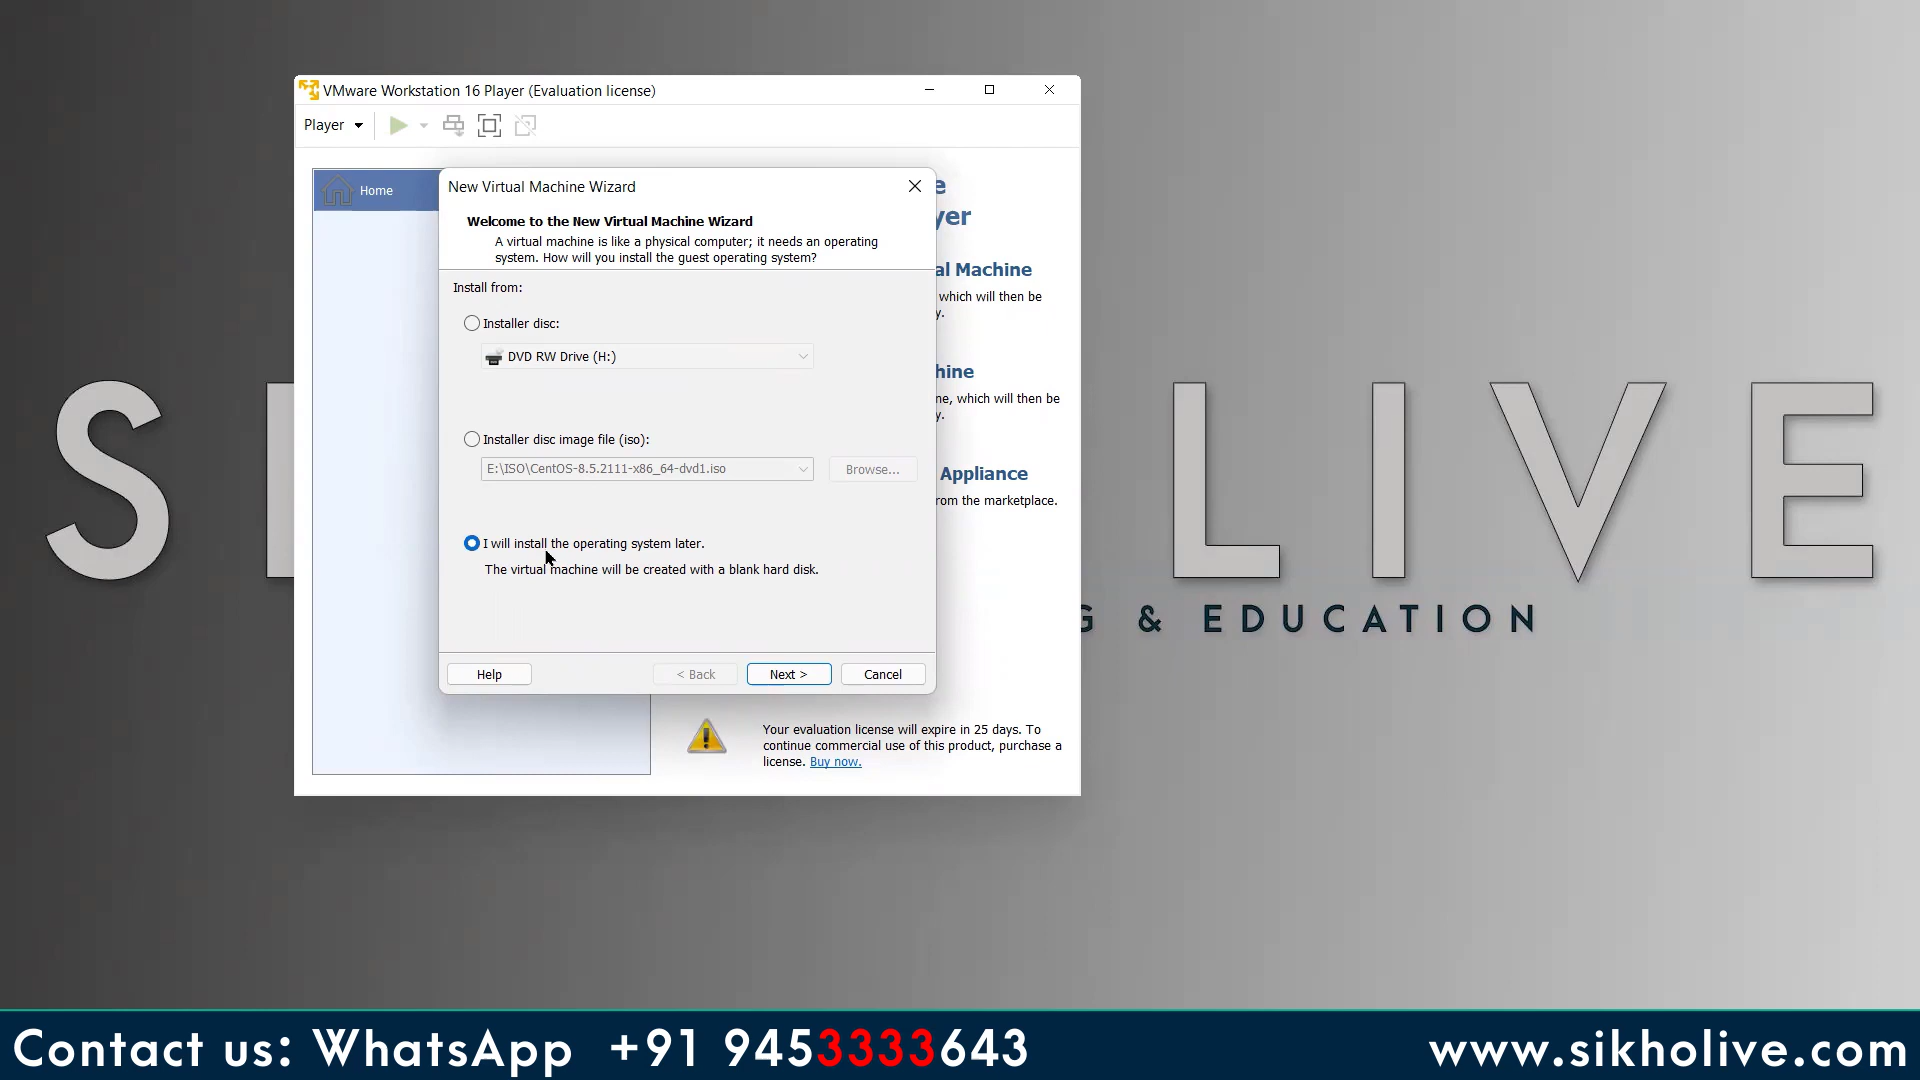 VMware Workstation 16 Player (Evaluation license)
Player
Home
New Virtual Machine Wizard
Welcome to the New Virtual Machine Wizard
A virtual machine is like a physical computer; it needs an operating
system. How will you install the guest operating system?
Install from:
Installer disc:
DVD RW Drive (H:)
Installer disc image file (iso):
E:\ISO\CentOS-8.5.2111-x86_64-dvd1.iso
Browse...
I will install the operating system later.
The virtual machine will be created with a blank hard disk.
Help
< Back
Next >
Cancel
e
yer
al Machine
which will then be
y.
hine
ne, which will then be
y.
Appliance
rom the marketplace.
Your evaluation license will expire in 25 days. To
continue commercial use of this product, purchase a
license. Buy now.
S LIVE
& EDUCATION
Contact us: WhatsApp +91 9453333643
www.sikholive.com